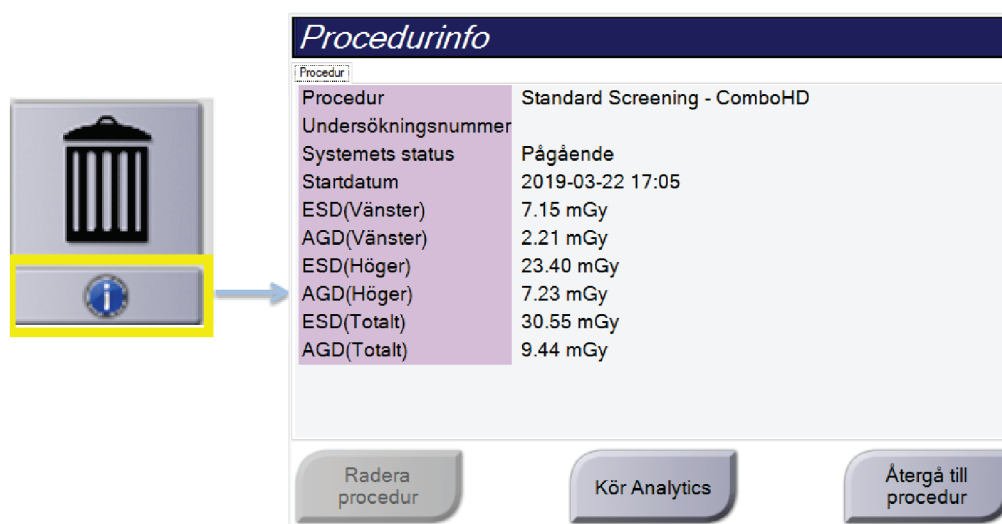 Procedurinfo
Procedur
Procedur Standard Screening - ComboHD
Undersökningsnummer
Systemets status Pågående
Startdatum 2019-03-22 17:05
ESD(Vänster) 7.15 mGy
AGD(Vänster) 2.21 mGy
ESD(Höger) 23.40 mGy
AGD(Höger) 7.23 mGy
ESD(Totalt) 30.55 mGy
AGD(Totalt) 9.44 mGy
Radera
procedur
Kör Analytics
Återgå till
procedur